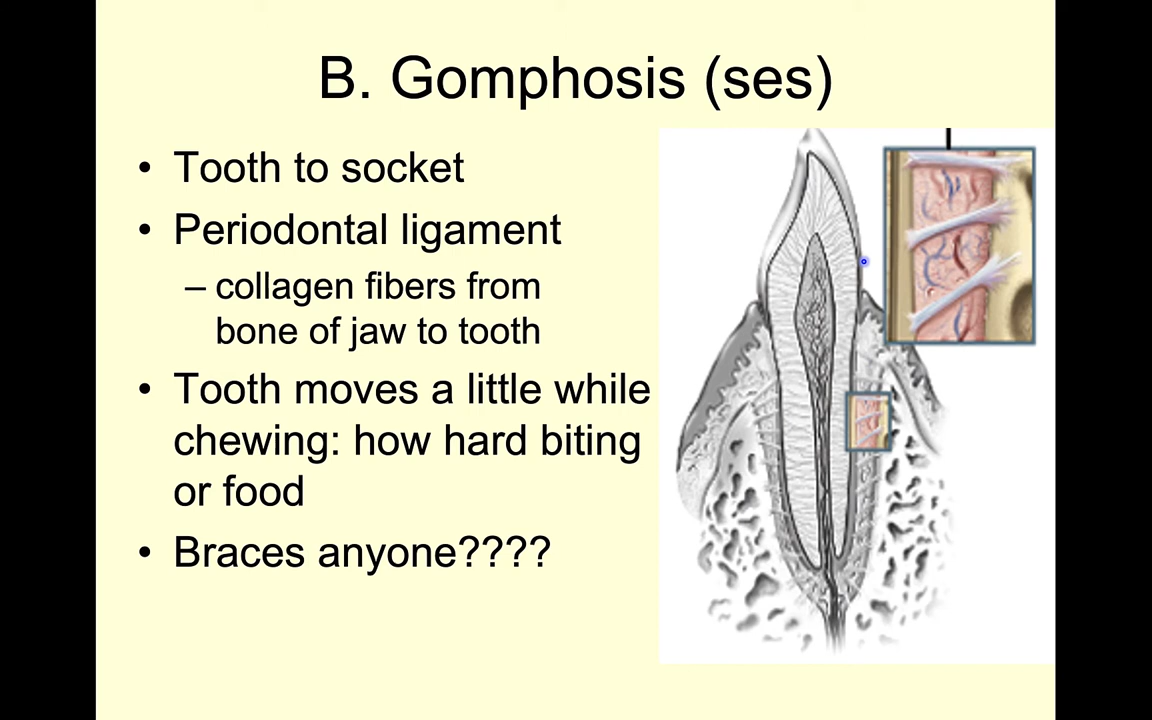 B. Gomphosis (ses)
• Tooth to socket
• Periodontal ligament
– collagen fibers from
bone of jaw to tooth
• Tooth moves a little while
chewing: how hard biting
or food
• Braces anyone????